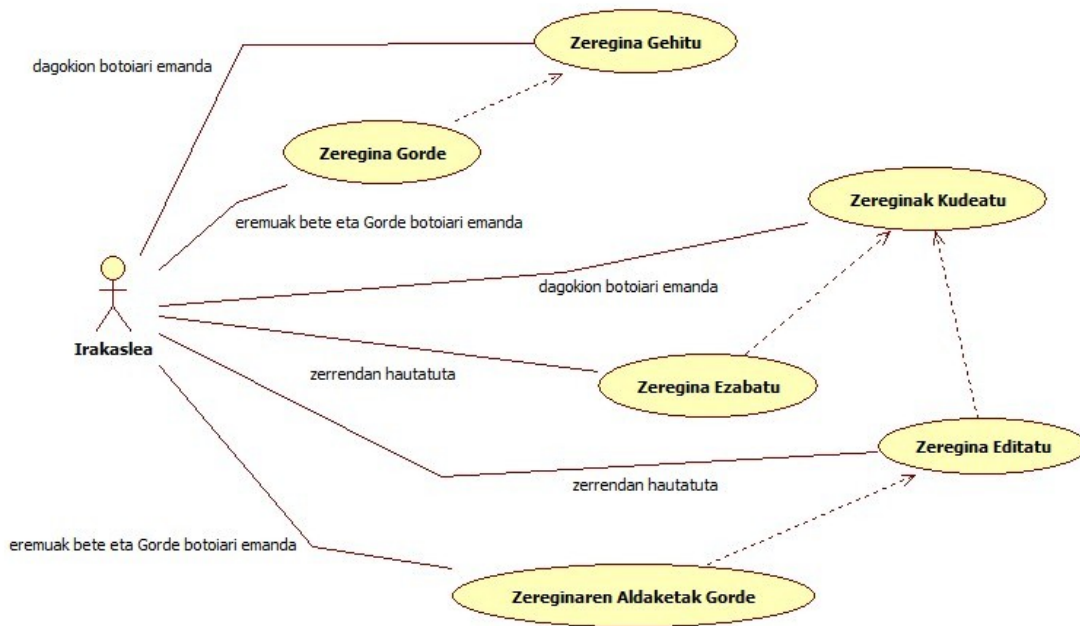 Zeregina Gehitu
dagokion botoiari emanda
Zeregina Gorde
Zereginak Kudeatu
eremuak bete eta Gorde botoiari emanda
dagokion botoiari emanda
Irakaslea
zerrendan hautatuta
Zeregina Ezabatu
Zeregina Editatu
zerrendan hautatuta
eremuak bete eta Gorde botoiari emanda
Zereginaren Aldaketak Gorde